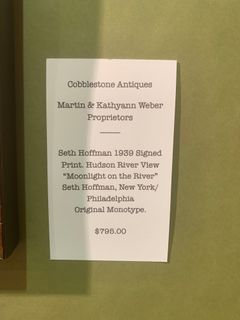 Cobblestone Antiques
Martin & Kathyann Weber
Proprietors
Seth Hoffman 1939 Signed
Print. Hudson River View
“Moonlight on the River”
Seth Hoffman, New York/
Philadelphia
Original Monotype.
$795.00